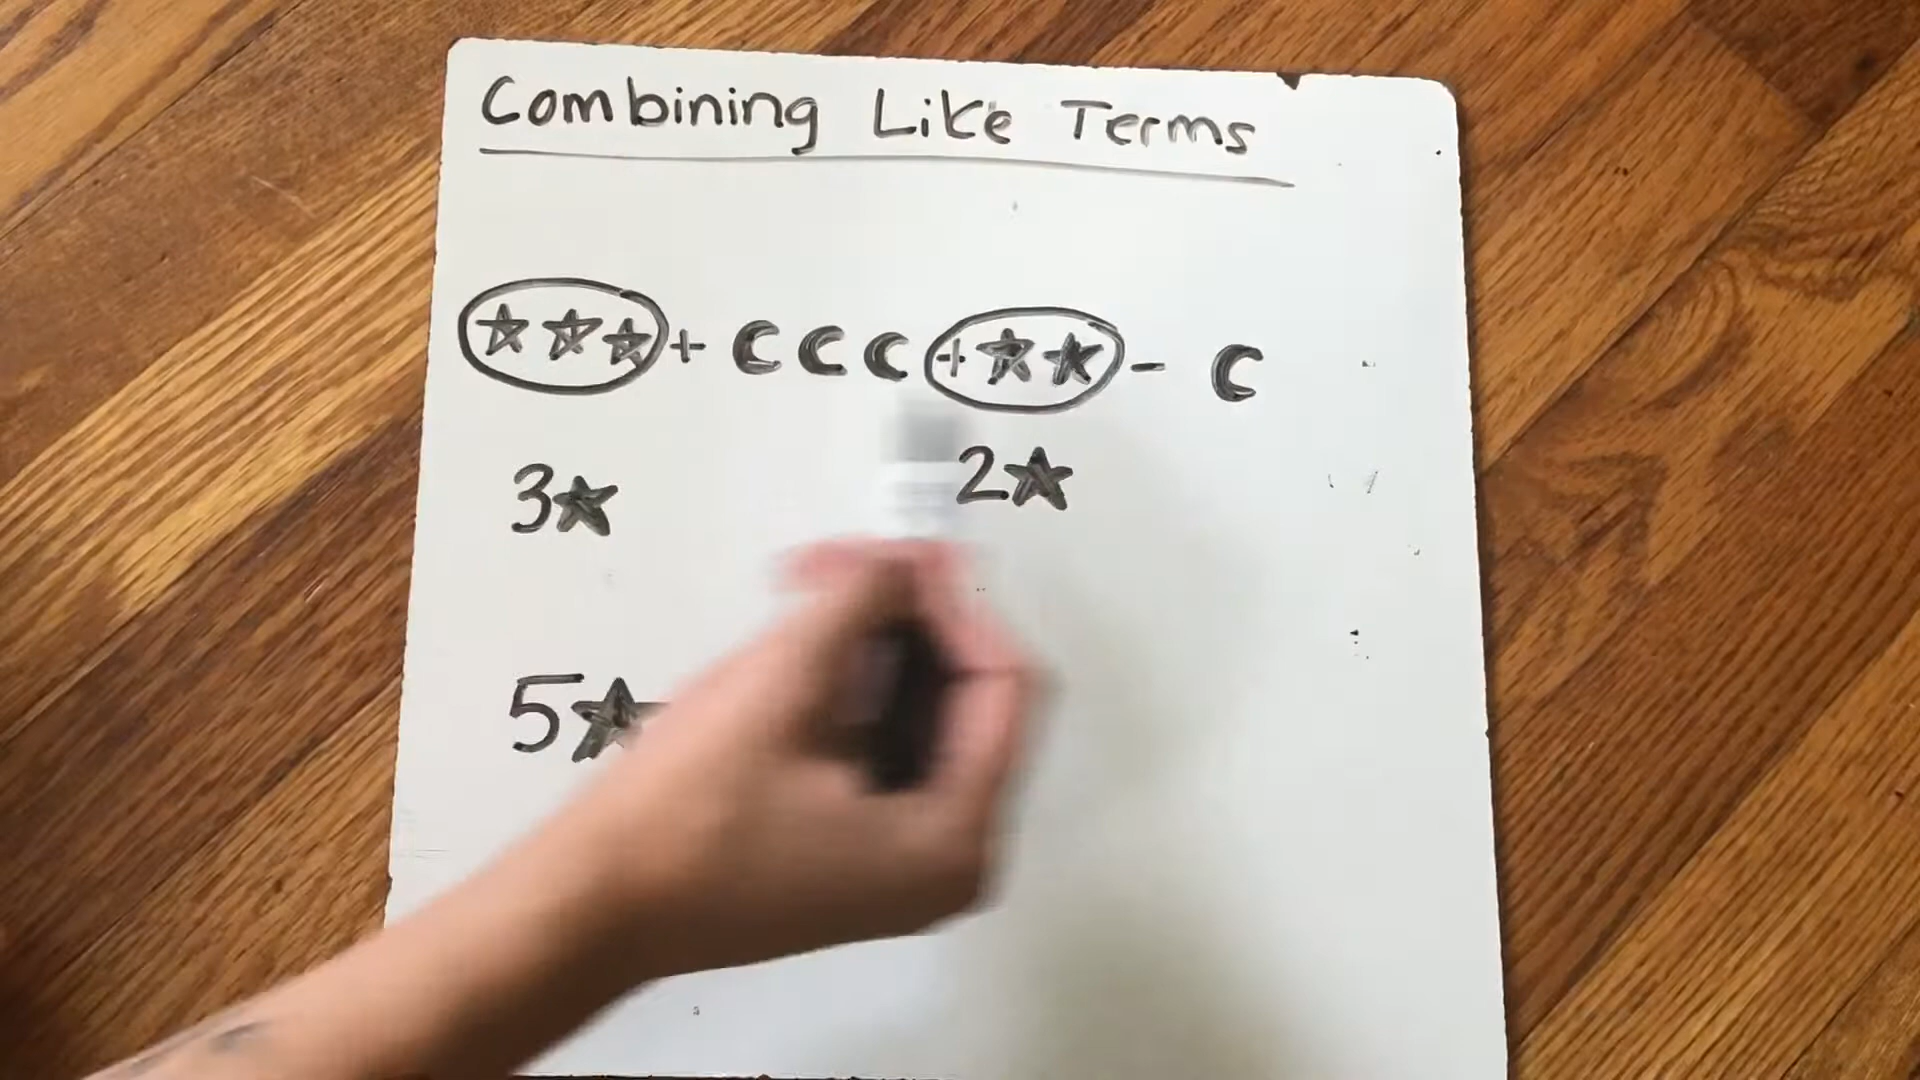 Combining Like Terms
★★★ + ☾☾☾ + ★★ - ☾
3★ 2★
5★